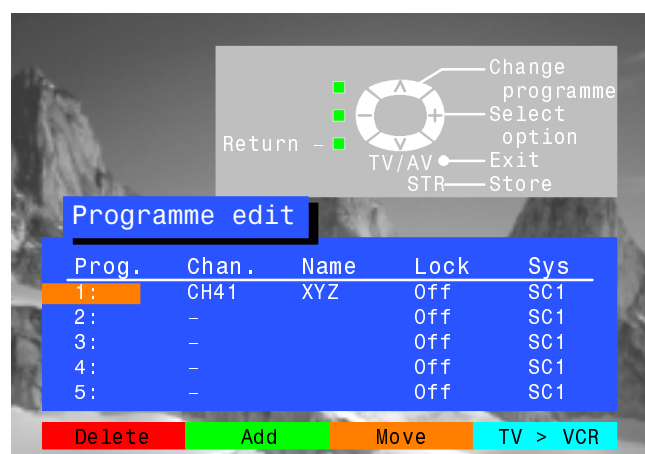 Change
programme
Select
option
Return – TV/AV Exit
STR Store
Programme edit
Prog. Chan. Name Lock Sys
1: CH41 XYZ Off SC1
2: – Off SC1
3: – Off SC1
4: – Off SC1
5: – Off SC1
Delete Add Move TV > VCR